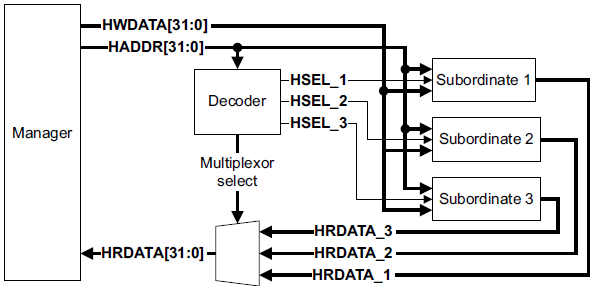 HWDATA[31:0]
HADDR[31:0]
Manager
Decoder
HSEL_1
HSEL_2
HSEL_3
Subordinate 1
Subordinate 2
Subordinate 3
Multiplexor
select
HRDATA[31:0]
HRDATA_3
HRDATA_2
HRDATA_1